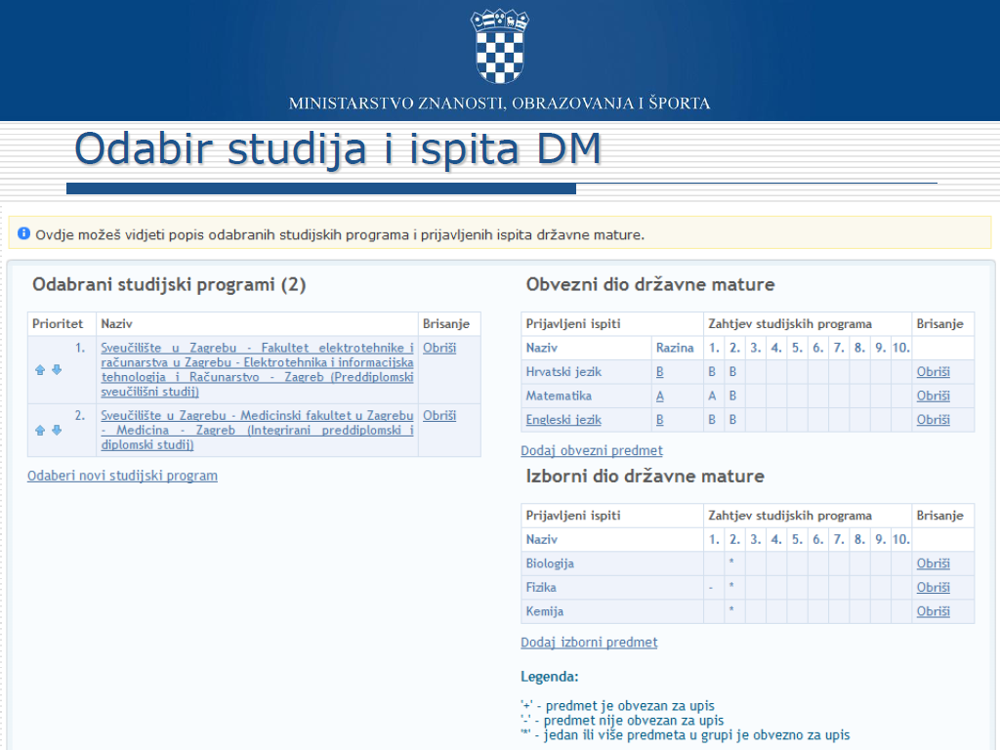 MINISTARSTVO ZNANOSTI, OBRAZOVANJA I ŠPORTA
Odabir studija i ispita DM
Ovdje možeš vidjeti popis odabranih studijskih programa i prijavljenih ispita državne mature.
Odabrani studijski programi (2)
Prioritet Naziv Brisanje
1. Sveučilište u Zagrebu - Fakultet elektrotehnike i Obriši
računarstva u Zagrebu - Elektrotehnika i informacijska
tehnologija i Računarstvo - Zagreb (Preddiplomski
sveučilišni studij)
2. Sveučilište u Zagrebu - Medicinski fakultet u Zagrebu Obriši
- Medicina - Zagreb (Integrirani preddiplomski i
diplomski studij)
Odaberi novi studijski program
Obvezni dio državne mature
Prijavljeni ispiti Zahtjev studijskih programa Brisanje
Naziv Razina 1. 2. 3. 4. 5. 6. 7. 8. 9. 10.
Hrvatski jezik B B B Obriši
Matematika A A B Obriši
Engleski jezik B B B Obriši
Dodaj obvezni predmet
Izborni dio državne mature
Prijavljeni ispiti Zahtjev studijskih programa Brisanje
Naziv 1. 2. 3. 4. 5. 6. 7. 8. 9. 10.
Biologija * Obriši
Fizika - * Obriši
Kemija * Obriši
Dodaj izborni predmet
Legenda:
'+' - predmet je obvezan za upis
'-' - predmet nije obvezan za upis
'*' - jedan ili više predmeta u grupi je obvezno za upis